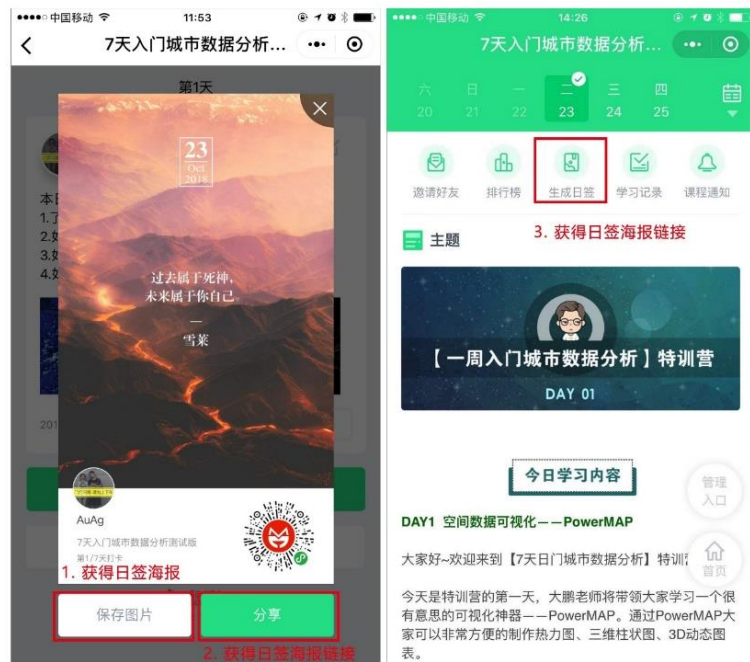 中国移动
11:53
7天入门城市数据分析...
第1天
23
Oct
2018
本
1.了
2.如
3.如
4.如
过去属于死神,
未来属于你自己。
—
雪莱
201
AuAg
7天入门城市数据分析测试版
第1/7天打卡
1. 获得日签海报
保存图片
分享
2. 获得日签海报链接
中国移动
14:26
7天入门城市数据分析...
六 日 一 二 三 四
20 21 22 23 24 25
邀请好友 排行榜 生成日签 学习记录 课程通知
3. 获得日签海报链接
主题
【一周入门城市数据分析】特训营
DAY 01
今日学习内容
管理
入口
DAY1 空间数据可视化——PowerMAP
大家好~欢迎来到【7天日门城市数据分析】特训
首页
今天是特训营的第一天，大鹏老师将带领大家学习一个很
有意思的可视化神器——PowerMAP。通过PowerMAP大
家可以非常方便的制作热力图、三维柱状图、3D动态图
表。